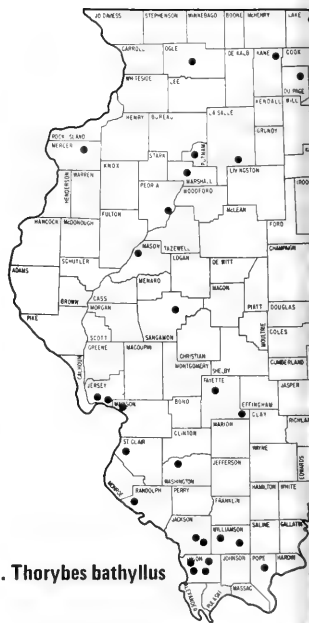 JO DAVIESS STEPHENSON WINNEBAGO BOONE McHENRY LAKE
CARROLL OGLE DE KALB KANE COOK
DU PAGE
WHITESIDE LEE
KENDALL WILL
HENRY BUREAU LA SALLE
GRUNDY
ROCK ISLAND
MERCER
STARK PUTNAM
KNOX MARSHALL LIVINGSTON
HENDERSON WARREN PEORIA WOODFORD
McLEAN FORD
HANCOCK McDONOUGH FULTON
MASON TAZEWELL
LOGAN CHAMPAIGN
SCHUYLER DE WITT
ADAMS MENARD
MACON PIATT
BROWN CASS
MORGAN DOUGLAS
PIKE SANGAMON MOULTRIE COLES
SCOTT CHRISTIAN
GREENE MACOUPIN SHELBY CUMBERLAND
CALHOUN MONTGOMERY
JERSEY FAYETTE JASPER
MADISON BOND EFFINGHAM
CLAY
MARION
CLINTON
ST CLAIR WAYNE
JEFFERSON EDWARDS
MONROE WASHINGTON
RANDOLPH PERRY HAMILTON WHITE
FRANKLIN
JACKSON SALINE GALLATIN
WILLIAMSON
JOHNSON POPE HARDIN
MASSAC
ALEXANDER PULASKI
. Thorybes bathyllus